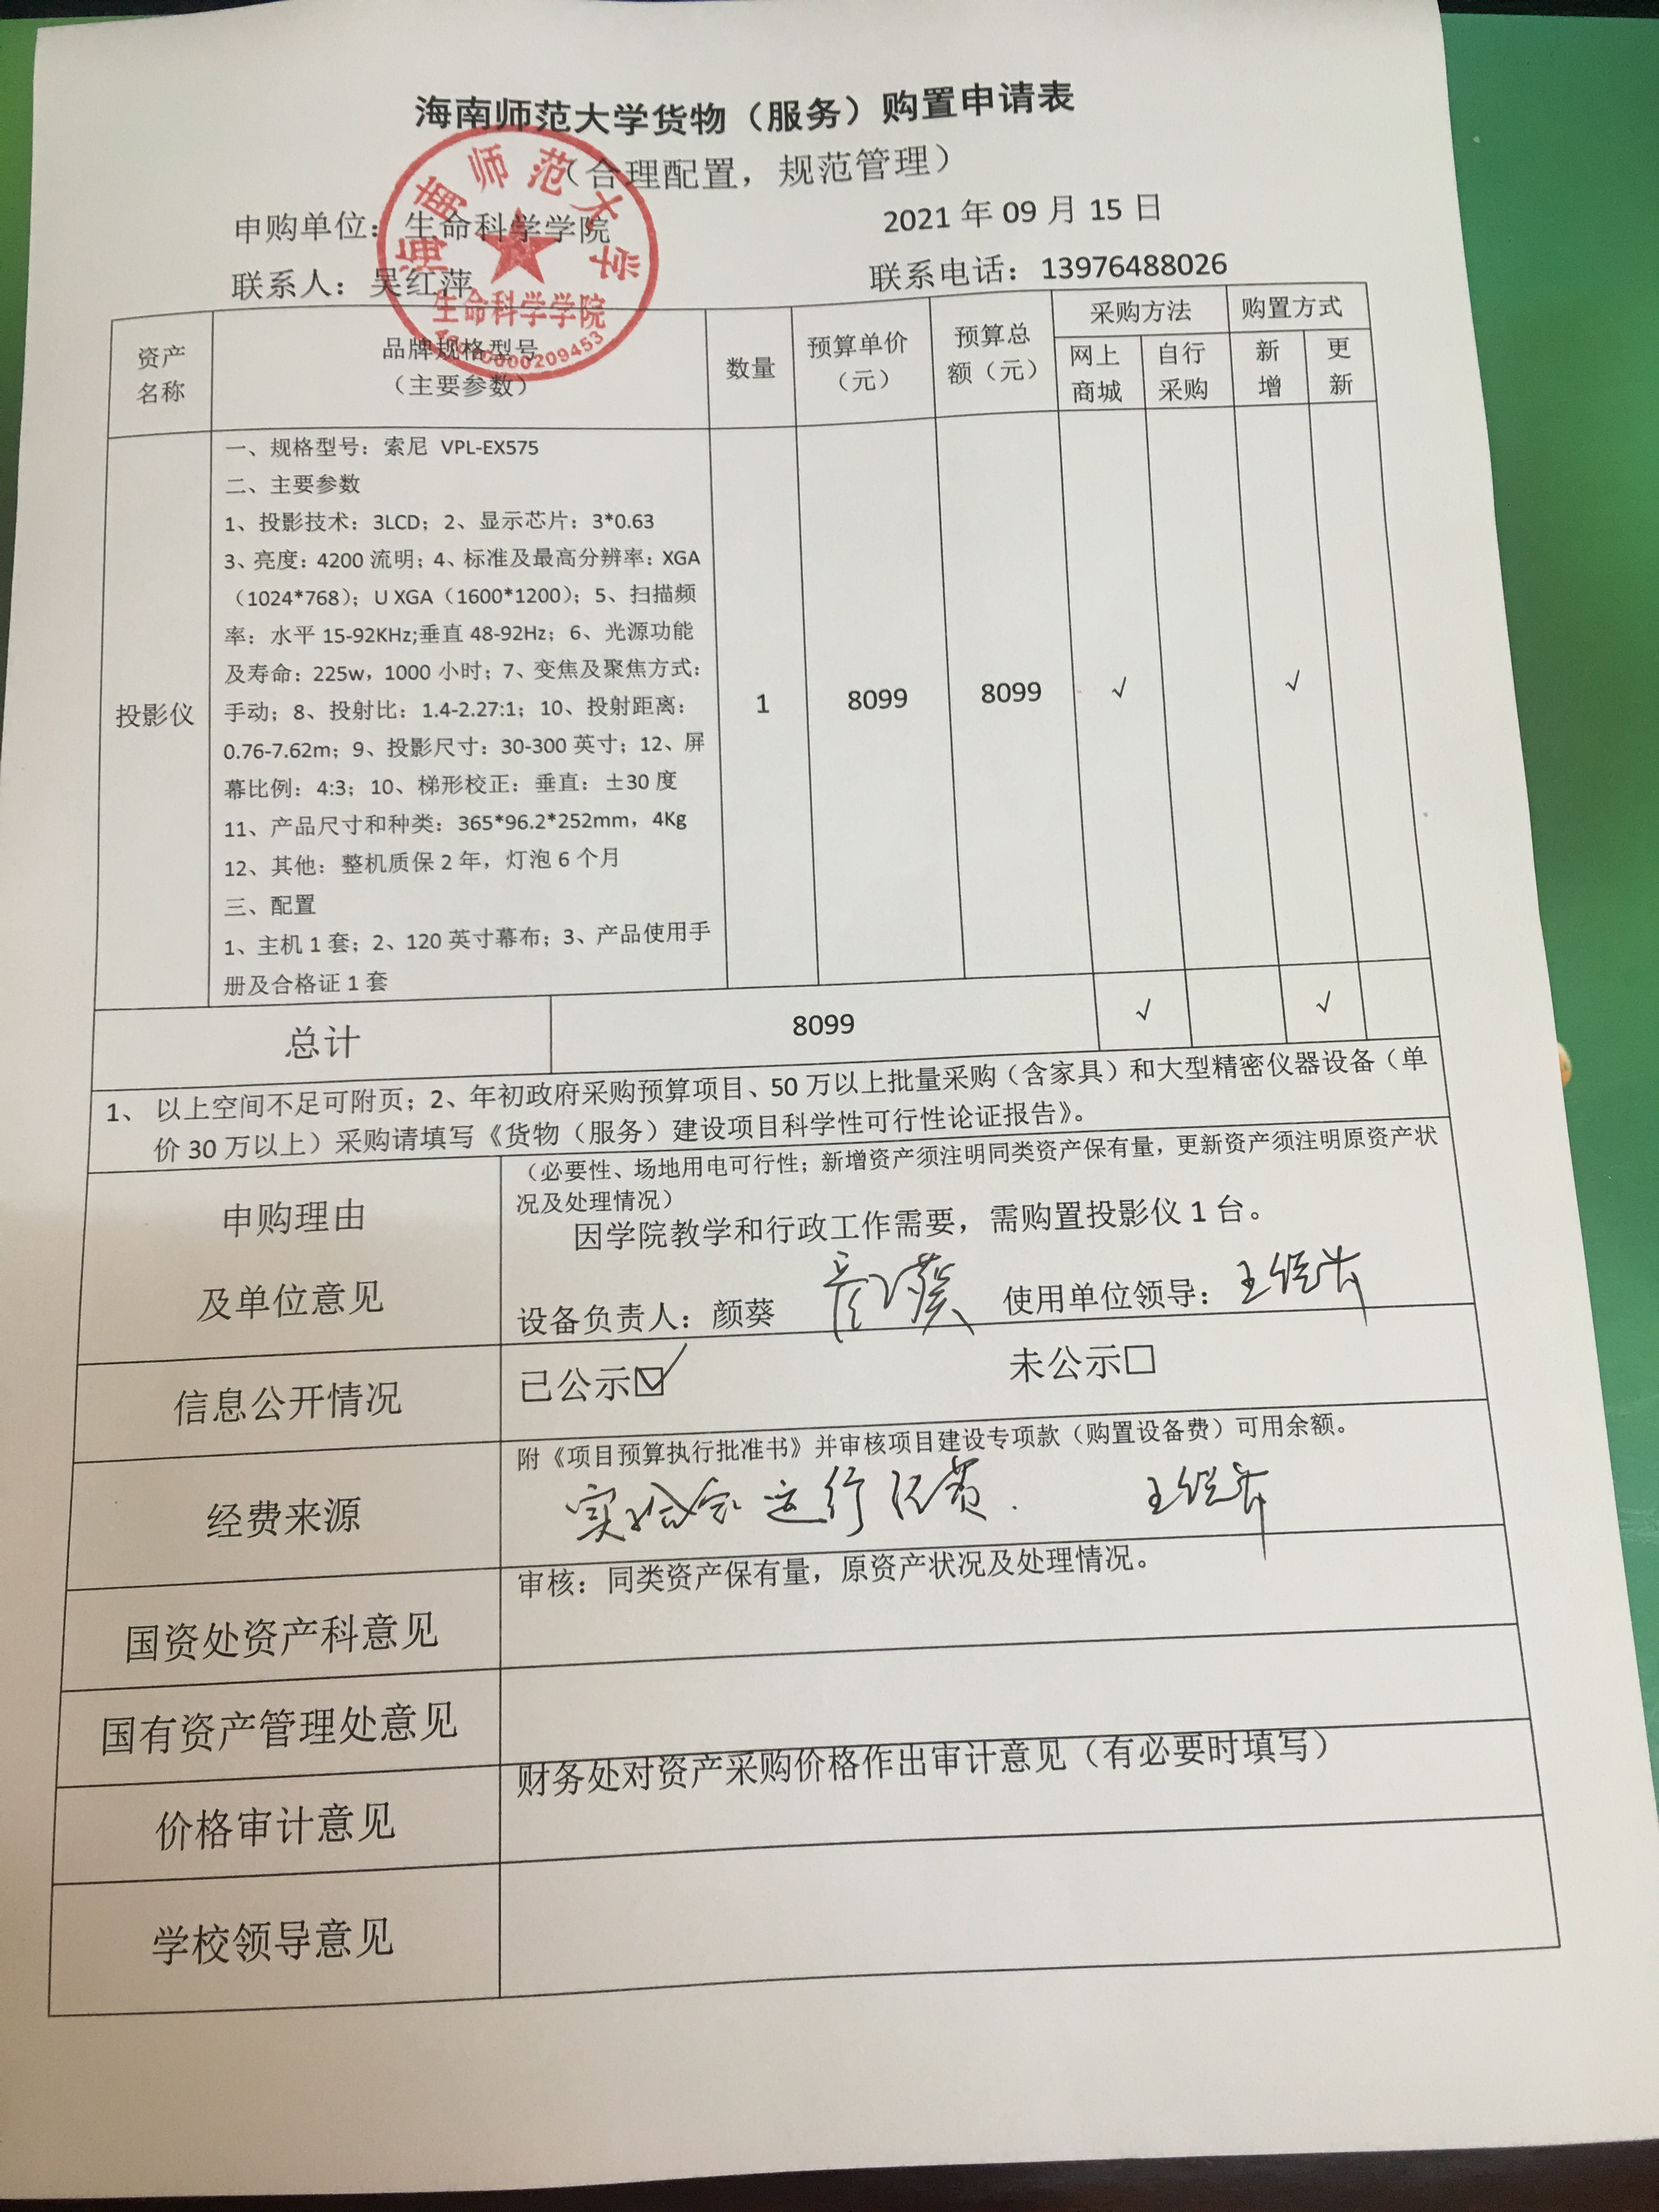 海南师范大学货物（服务）购置申请表
（合理配置，规范管理）
申购单位：生命科学学院
2021 年 09 月 15 日
联系人：吴红萍
联系电话：13976488026
海南师范大学
生命科学学院
资产名称
品牌规格型号
（主要参数）
数量
预算单价（元）
预算总额（元）
采购方法
购置方式
网上商城
自行采购
新增
更新
投影仪
一、规格型号：索尼 VPL-EX575
二、主要参数
1、投影技术：3LCD；2、显示芯片：3*0.63
3、亮度：4200 流明；4、标准及最高分辨率：XGA
（1024*768）；U XGA（1600*1200）；5、扫描频
率：水平 15-92KHz;垂直 48-92Hz；6、光源功能
及寿命：225w，1000 小时；7、变焦及聚焦方式：
手动；8、投射比：1.4-2.27:1；10、投射距离：
0.76-7.62m；9、投影尺寸：30-300 英寸；12、屏
幕比例：4:3；10、梯形校正：垂直：±30 度
11、产品尺寸和种类：365*96.2*252mm，4Kg
12、其他：整机质保 2 年，灯泡 6 个月
三、配置
1、主机 1 套；2、120 英寸幕布；3、产品使用手
册及合格证 1 套
1
8099
8099
√
√
总计
8099
√
√
1、 以上空间不足可附页；2、年初政府采购预算项目、50 万以上批量采购（含家具）和大型精密仪器设备（单
价 30 万以上）采购请填写《货物（服务）建设项目科学性可行性论证报告》。
申购理由
及单位意见
（必要性、场地用电可行性；新增资产须注明同类资产保有量，更新资产须注明原资产状
况及处理情况）
因学院教学和行政工作需要，需购置投影仪 1 台。
设备负责人：颜葵 颜葵 使用单位领导：
信息公开情况
已公示☑ 未公示□
经费来源
附《项目预算执行批准书》并审核项目建设专项款（购置设备费）可用余额。
实验室运行经费.
国资处资产科意见
审核：同类资产保有量，原资产状况及处理情况。
国有资产管理处意见
价格审计意见
财务处对资产采购价格作出审计意见（有必要时填写）
学校领导意见